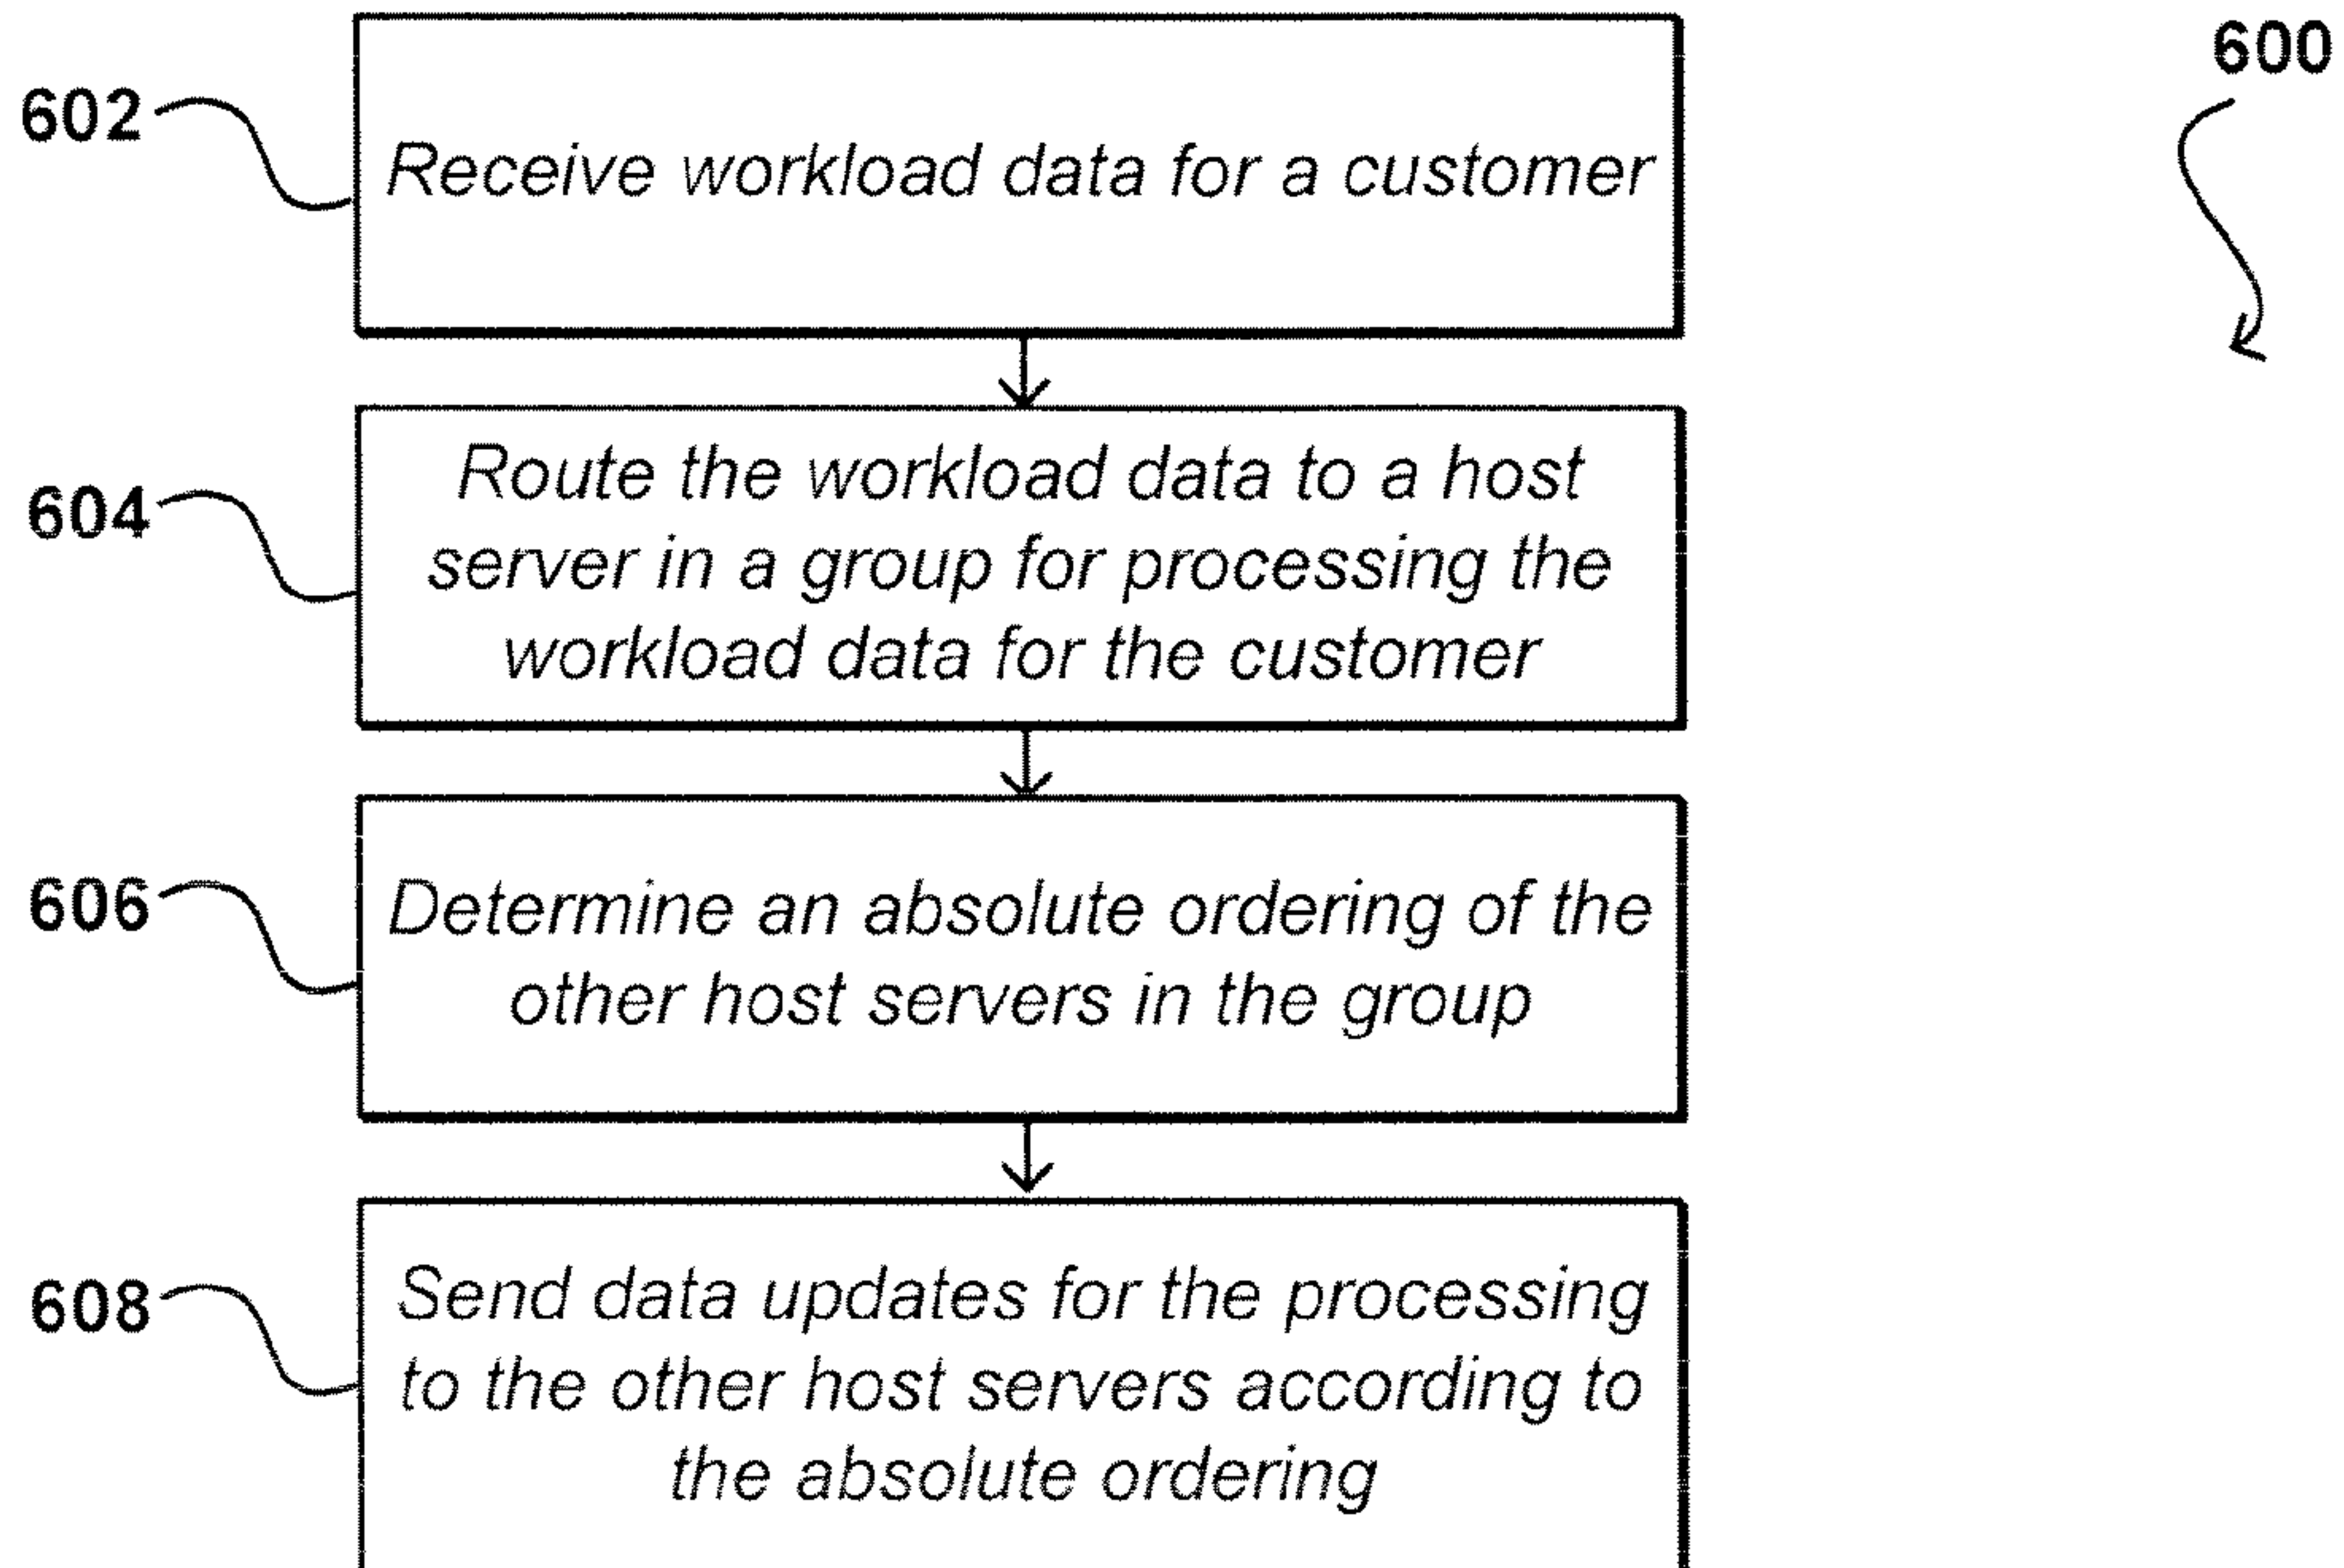 600
602
Receive workload data for a customer
604
Route the workload data to a host
server in a group for processing the
workload data for the customer
606
Determine an absolute ordering of the
other host servers in the group
608
Send data updates for the processing
to the other host servers according to
the absolute ordering